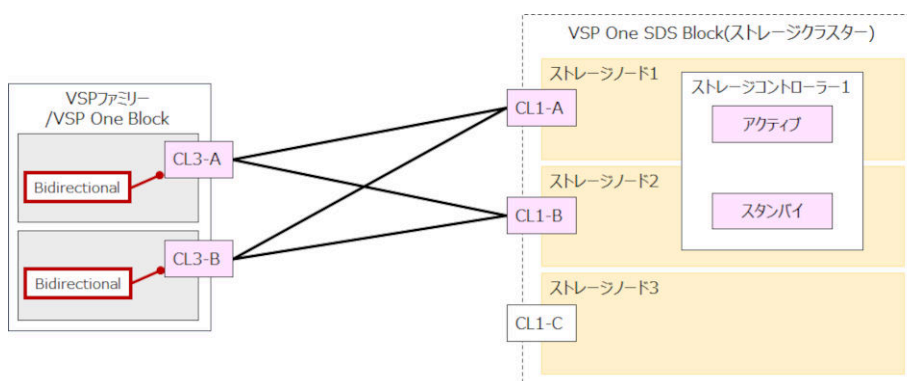 VSP One SDS Block(ストレージクラスター)
ストレージノード1
ストレージコントローラー1
VSPファミリー
/VSP One Block
CL1-A
アクティブ
CL3-A
Bidirectional
ストレージノード2
CL1-B
スタンバイ
CL3-B
Bidirectional
ストレージノード3
CL1-C